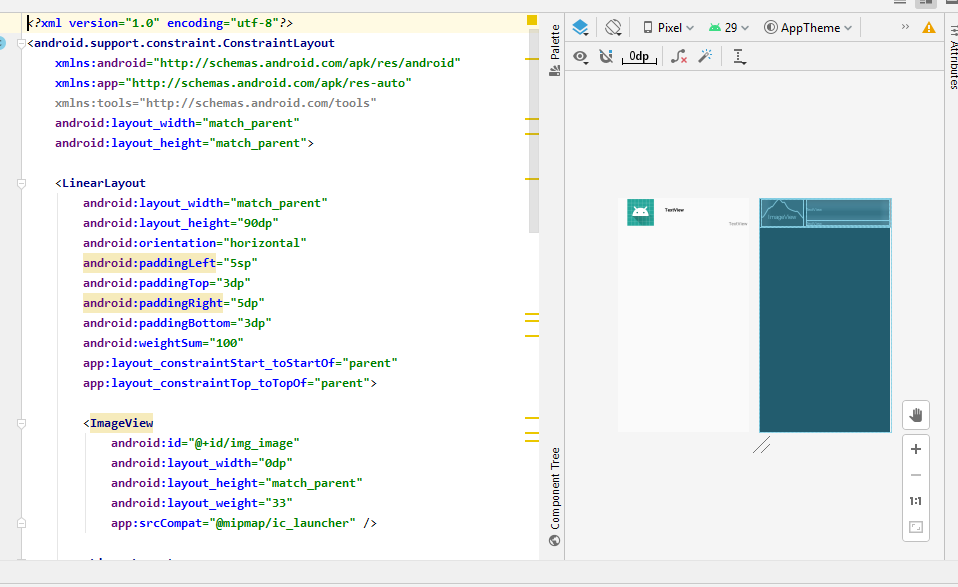 <?xml version="1.0" encoding="utf-8"?>
<android.support.constraint.ConstraintLayout
xmlns:android="http://schemas.android.com/apk/res/android"
xmlns:app="http://schemas.android.com/apk/res-auto"
xmlns:tools="http://schemas.android.com/tools"
android:layout_width="match_parent"
android:layout_height="match_parent">
<LinearLayout
android:layout_width="match_parent"
android:layout_height="90dp"
android:orientation="horizontal"
android:paddingLeft="5sp"
android:paddingTop="3dp"
android:paddingRight="5dp"
android:paddingBottom="3dp"
android:weightSum="100"
app:layout_constraintStart_toStartOf="parent"
app:layout_constraintTop_toTopOf="parent">
<ImageView
android:id="@+id/img_image"
android:layout_width="0dp"
android:layout_height="match_parent"
android:layout_weight="33"
app:srcCompat="@mipmap/ic_launcher" />
Palette
Component Tree
Pixel
29
AppTheme
0dp
TextView
TextView
ImageView
1:1
Attributes